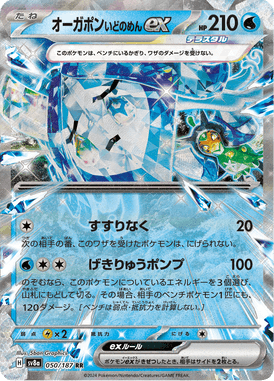 たね オーガポンいどのめんex HP210
テラスタル
このポケモンは、ベンチにいるかぎり、ワザのダメージを受けない。
すすりなく 20
次の相手の番、このワザを受けたポケモンは、にげられない。
げきりゅうポンプ 100
のぞむなら、このポケモンについているエネルギーを3個選び、
山札にもどして切る。その場合、相手のベンチポケモン1匹にも、
120ダメージ。[ベンチは弱点・抵抗力を計算しない。]
弱点 ×2 抵抗力 にげる
Illus. 5ban Graphics
exルール
H sv8a 050/187 RR
ポケモンexがきぜつしたとき、相手はサイドを2枚とる。
©2024 Pokémon/Nintendo/Creatures/GAME FREAK.